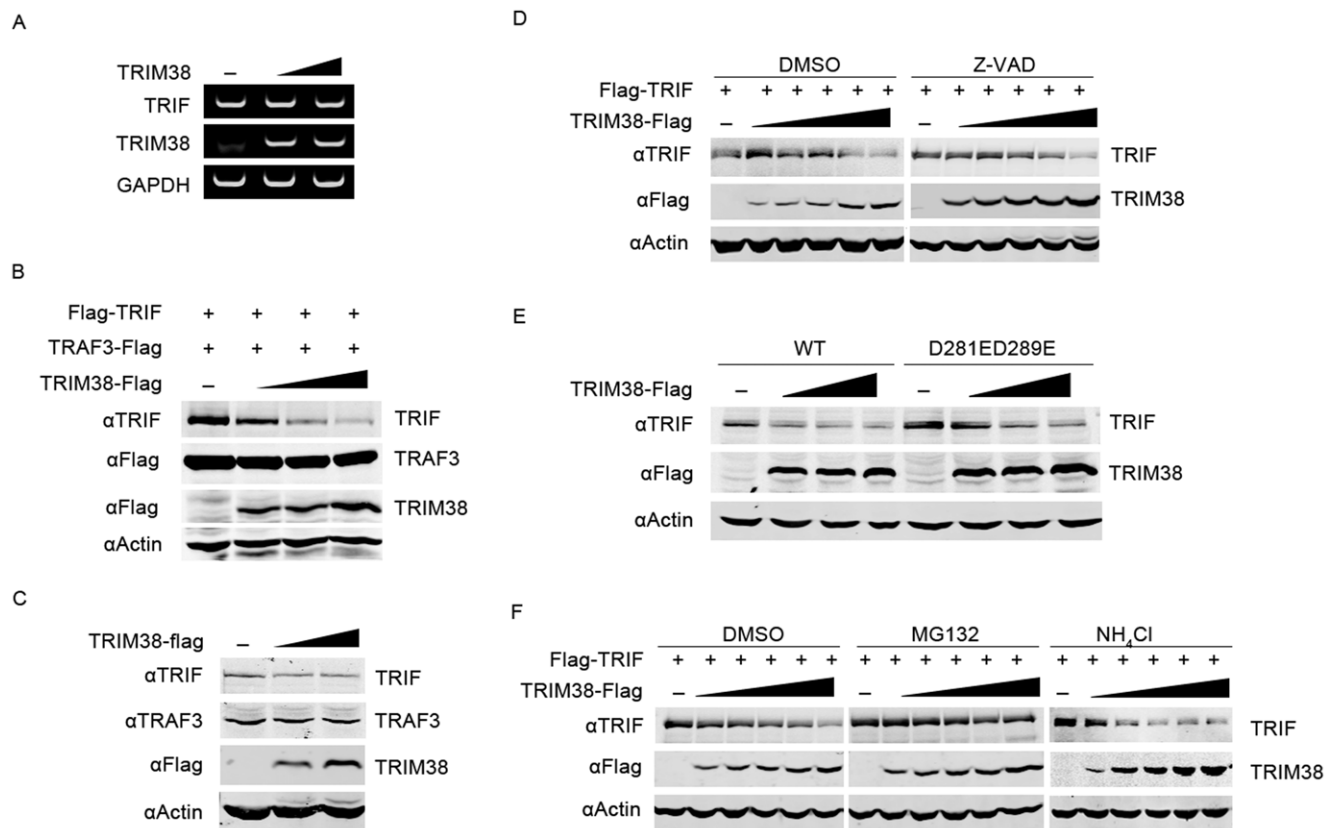 A
TRIM38 –
TRIF
TRIM38
GAPDH
B
Flag-TRIF + + + +
TRAF3-Flag + + + +
TRIM38-Flag –
αTRIF TRIF
αFlag TRAF3
αFlag TRIM38
αActin
C
TRIM38-flag –
αTRIF TRIF
αTRAF3 TRAF3
αFlag TRIM38
αActin
D
DMSO Z-VAD
Flag-TRIF + + + + + + + + + + + +
TRIM38-Flag – –
αTRIF TRIF
αFlag TRIM38
αActin
E
WT D281ED289E
TRIM38-Flag – –
αTRIF TRIF
αFlag TRIM38
αActin
F
DMSO MG132 NH₄Cl
Flag-TRIF + + + + + + + + + + + + + + + + + +
TRIM38-Flag – – –
αTRIF TRIF
αFlag TRIM38
αActin